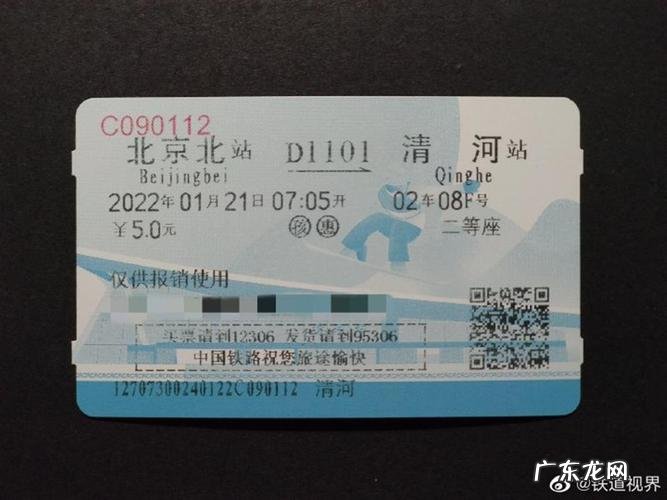 C090112
北京北站 D1101 清河站
Beijingbei Qinghe
2022年01月21日07:05开 02车08F号
¥5.0元 孩 惠 二等座
仅供报销使用
买票请到12306 发货请到95306
中国铁路祝您旅途愉快
12707300240122C090112 清河
广东龙网
@铁道视界